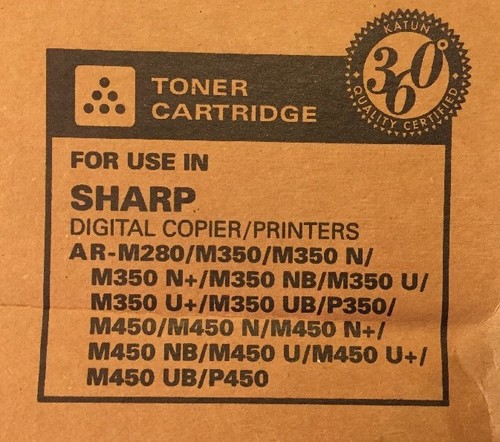 KATUN
360°
QUALITY CERTIFIED
TONER
CARTRIDGE
FOR USE IN
SHARP
DIGITAL COPIER/PRINTERS
AR-M280/M350/M350 N/
M350 N+/M350 NB/M350 U/
M350 U+/M350 UB/P350/
M450/M450 N/M450 N+/
M450 NB/M450 U/M450 U+/
M450 UB/P450